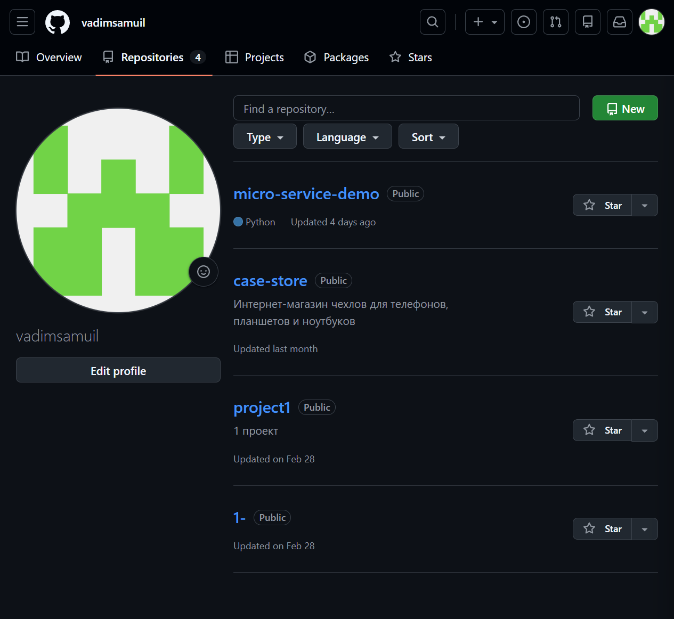 vadimsamuil
Overview
Repositories 4
Projects
Packages
Stars
Find a repository...
New
Type
Language
Sort
micro-service-demo Public
Star
Python Updated 4 days ago
case-store Public
Интернет-магазин чехлов для телефонов,
планшетов и ноутбуков
Star
Updated last month
vadimsamuil
Edit profile
project1 Public
1 проект
Star
Updated on Feb 28
1- Public
Star
Updated on Feb 28